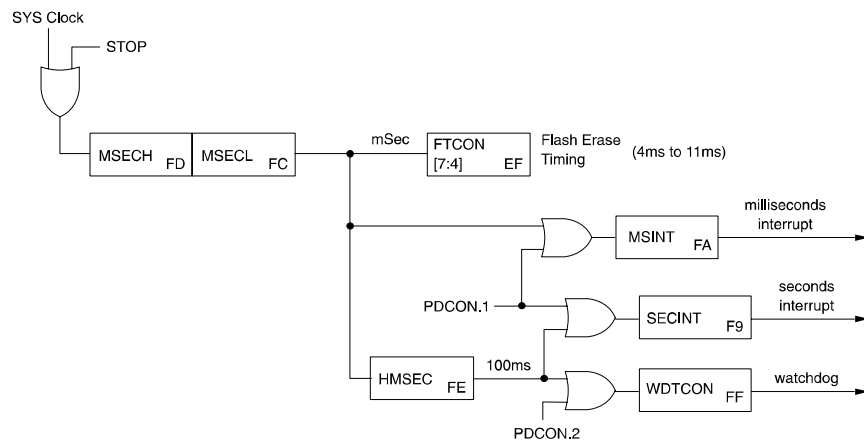 SYS Clock
STOP
MSECH FD
MSECL FC
mSec
FTCON
[7:4] EF
Flash Erase
Timing
(4ms to 11ms)
milliseconds
interrupt
MSINT
FA
PDCON.1
seconds
interrupt
SECINT
F9
100ms
HMSEC
FE
WDTCON
FF
watchdog
PDCON.2